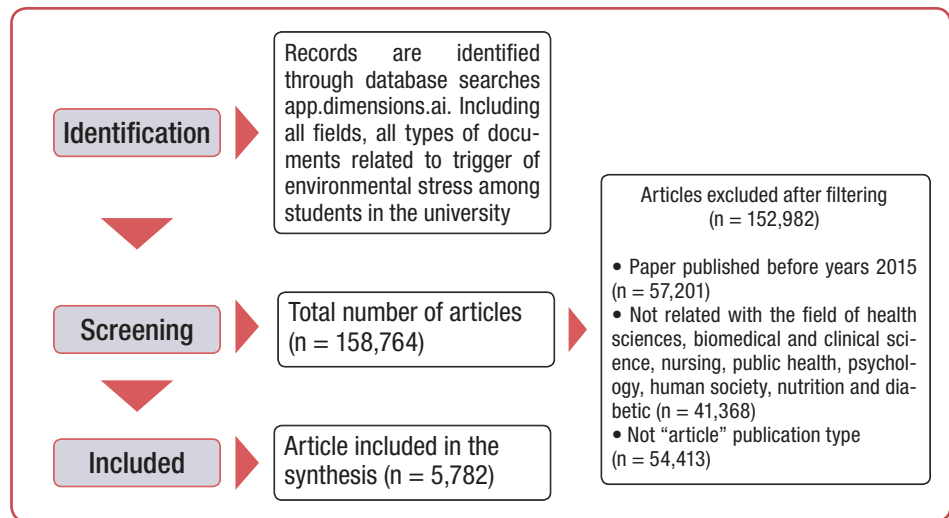 Identification
Records are identified
through database searches
app.dimensions.ai. Including
all fields, all types of docu-
ments related to trigger of
environmental stress among
students in the university
Screening
Total number of articles
(n = 158,764)
Articles excluded after filtering
(n = 152,982)
• Paper published before years 2015
(n = 57,201)
• Not related with the field of health
sciences, biomedical and clinical sci-
ence, nursing, public health, psychol-
ogy, human society, nutrition and dia-
betic (n = 41,368)
• Not “article” publication type
(n = 54,413)
Included
Article included in the
synthesis (n = 5,782)